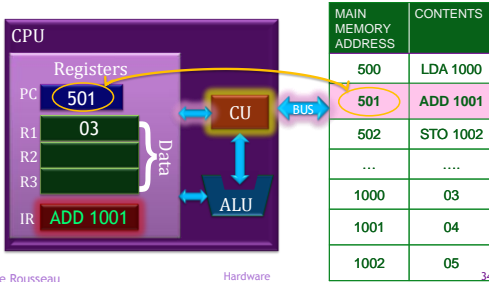 CPU
Registers
PC 501
R1 03
R2
R3
Data
IR ADD 1001
CU
ALU
BUS
MAIN MEMORY ADDRESS CONTENTS
500 LDA 1000
501 ADD 1001
502 STO 1002
... ....
1000 03
1001 04
1002 05
e Rousseau
Hardware
34